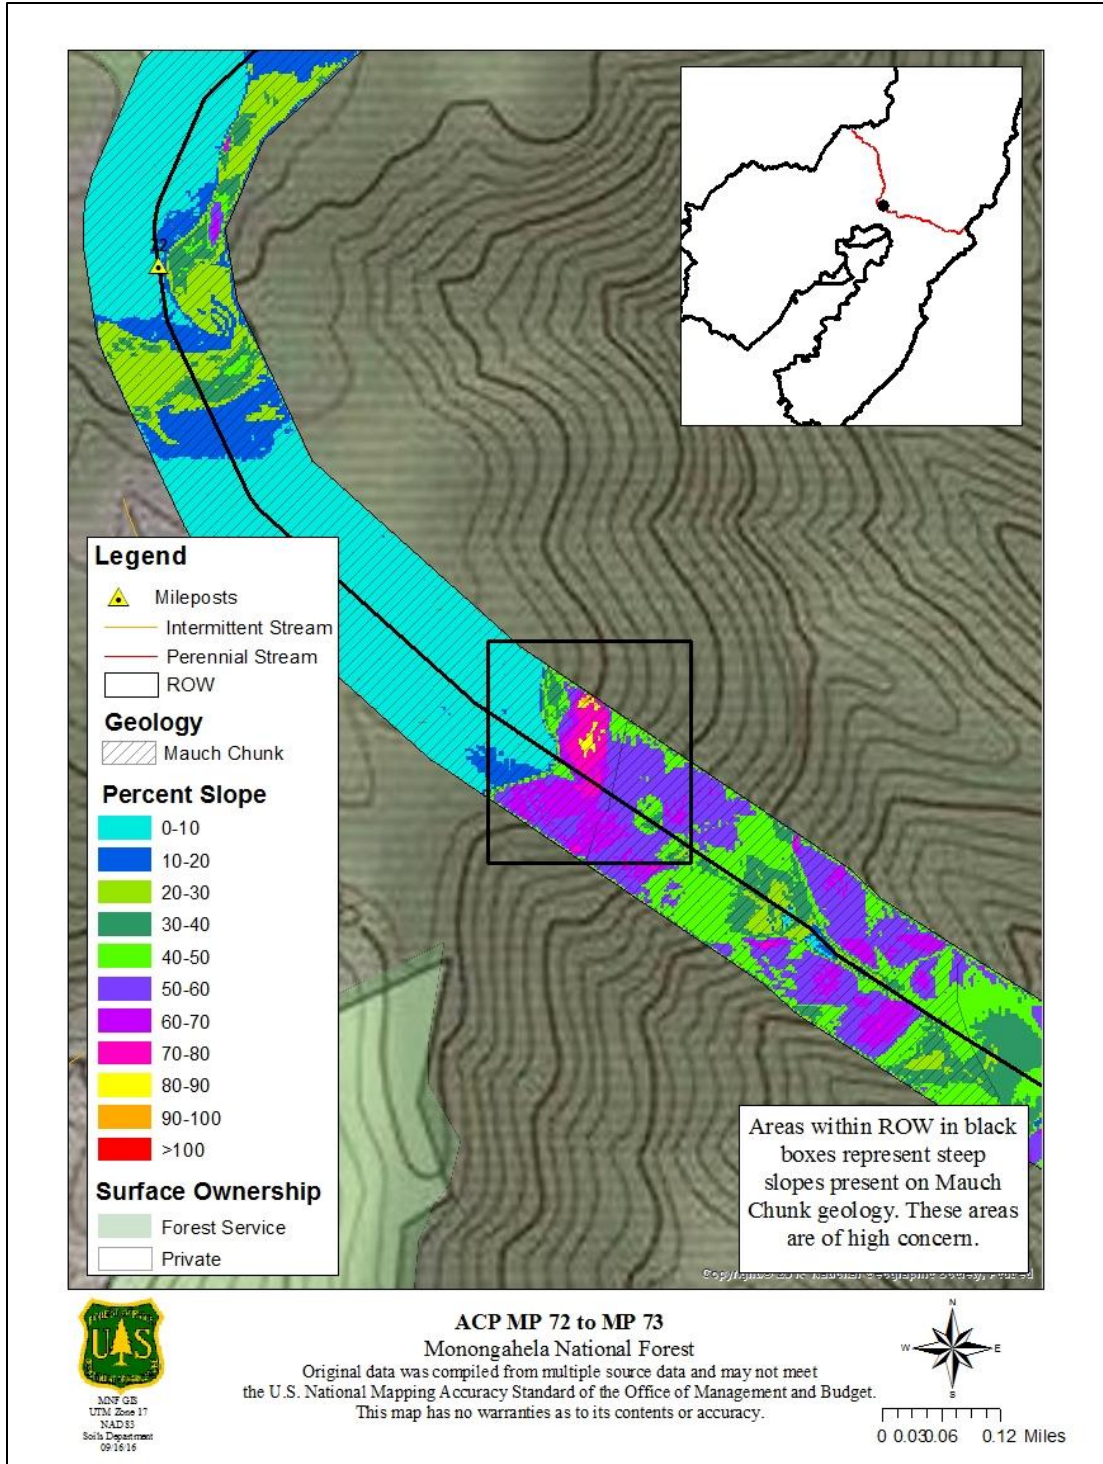 72
Legend
Mileposts
Intermittent Stream
Perennial Stream
ROW
Geology
Mauch Chunk
Percent Slope
0-10
10-20
20-30
30-40
40-50
50-60
60-70
70-80
80-90
90-100
>100
Surface Ownership
Forest Service
Private
Areas within ROW in black
boxes represent steep
slopes present on Mauch
Chunk geology. These areas
are of high concern.
National Geographic Society,
U S
MNF GIS
UTM Zone 17
NAD 83
Soils Department
09/16/16
ACP MP 72 to MP 73
Monongahela National Forest
Original data was compiled from multiple source data and may not meet
the U.S. National Mapping Accuracy Standard of the Office of Management and Budget.
This map has no warranties as to its contents or accuracy.
N
W E
S
0 0.03 0.06 0.12 Miles